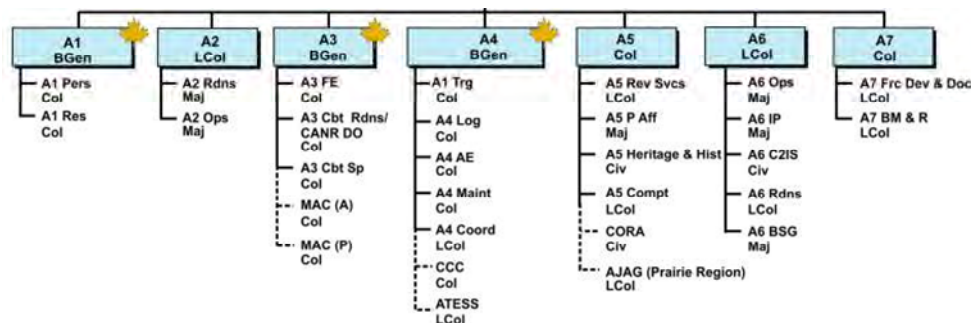 A1
BGen
A1 Pers
Col
A1 Res
Col
A2
LCol
A2 Rdns
Maj
A2 Ops
Maj
A3
BGen
A3 FE
Col
A3 Cbt Rdns/
CANR DO
Col
A3 Cbt Sp
Col
MAC (A)
Col
MAC (P)
Col
A4
BGen
A1 Trg
Col
A4 Log
Col
A4 AE
Col
A4 Maint
Col
A4 Coord
LCol
CCC
Col
ATESS
LCol
A5
Col
A5 Rev Svcs
LCol
A5 P Aff
Maj
A5 Heritage & Hist
Civ
A5 Compt
LCol
CORA
Civ
AJAG (Prairie Region)
LCol
A6
LCol
A6 Ops
Maj
A6 IP
Maj
A6 C2IS
Civ
A6 Rdns
LCol
A6 BSG
Maj
A7
Col
A7 Frc Dev & Doc
LCol
A7 BM & R
LCol